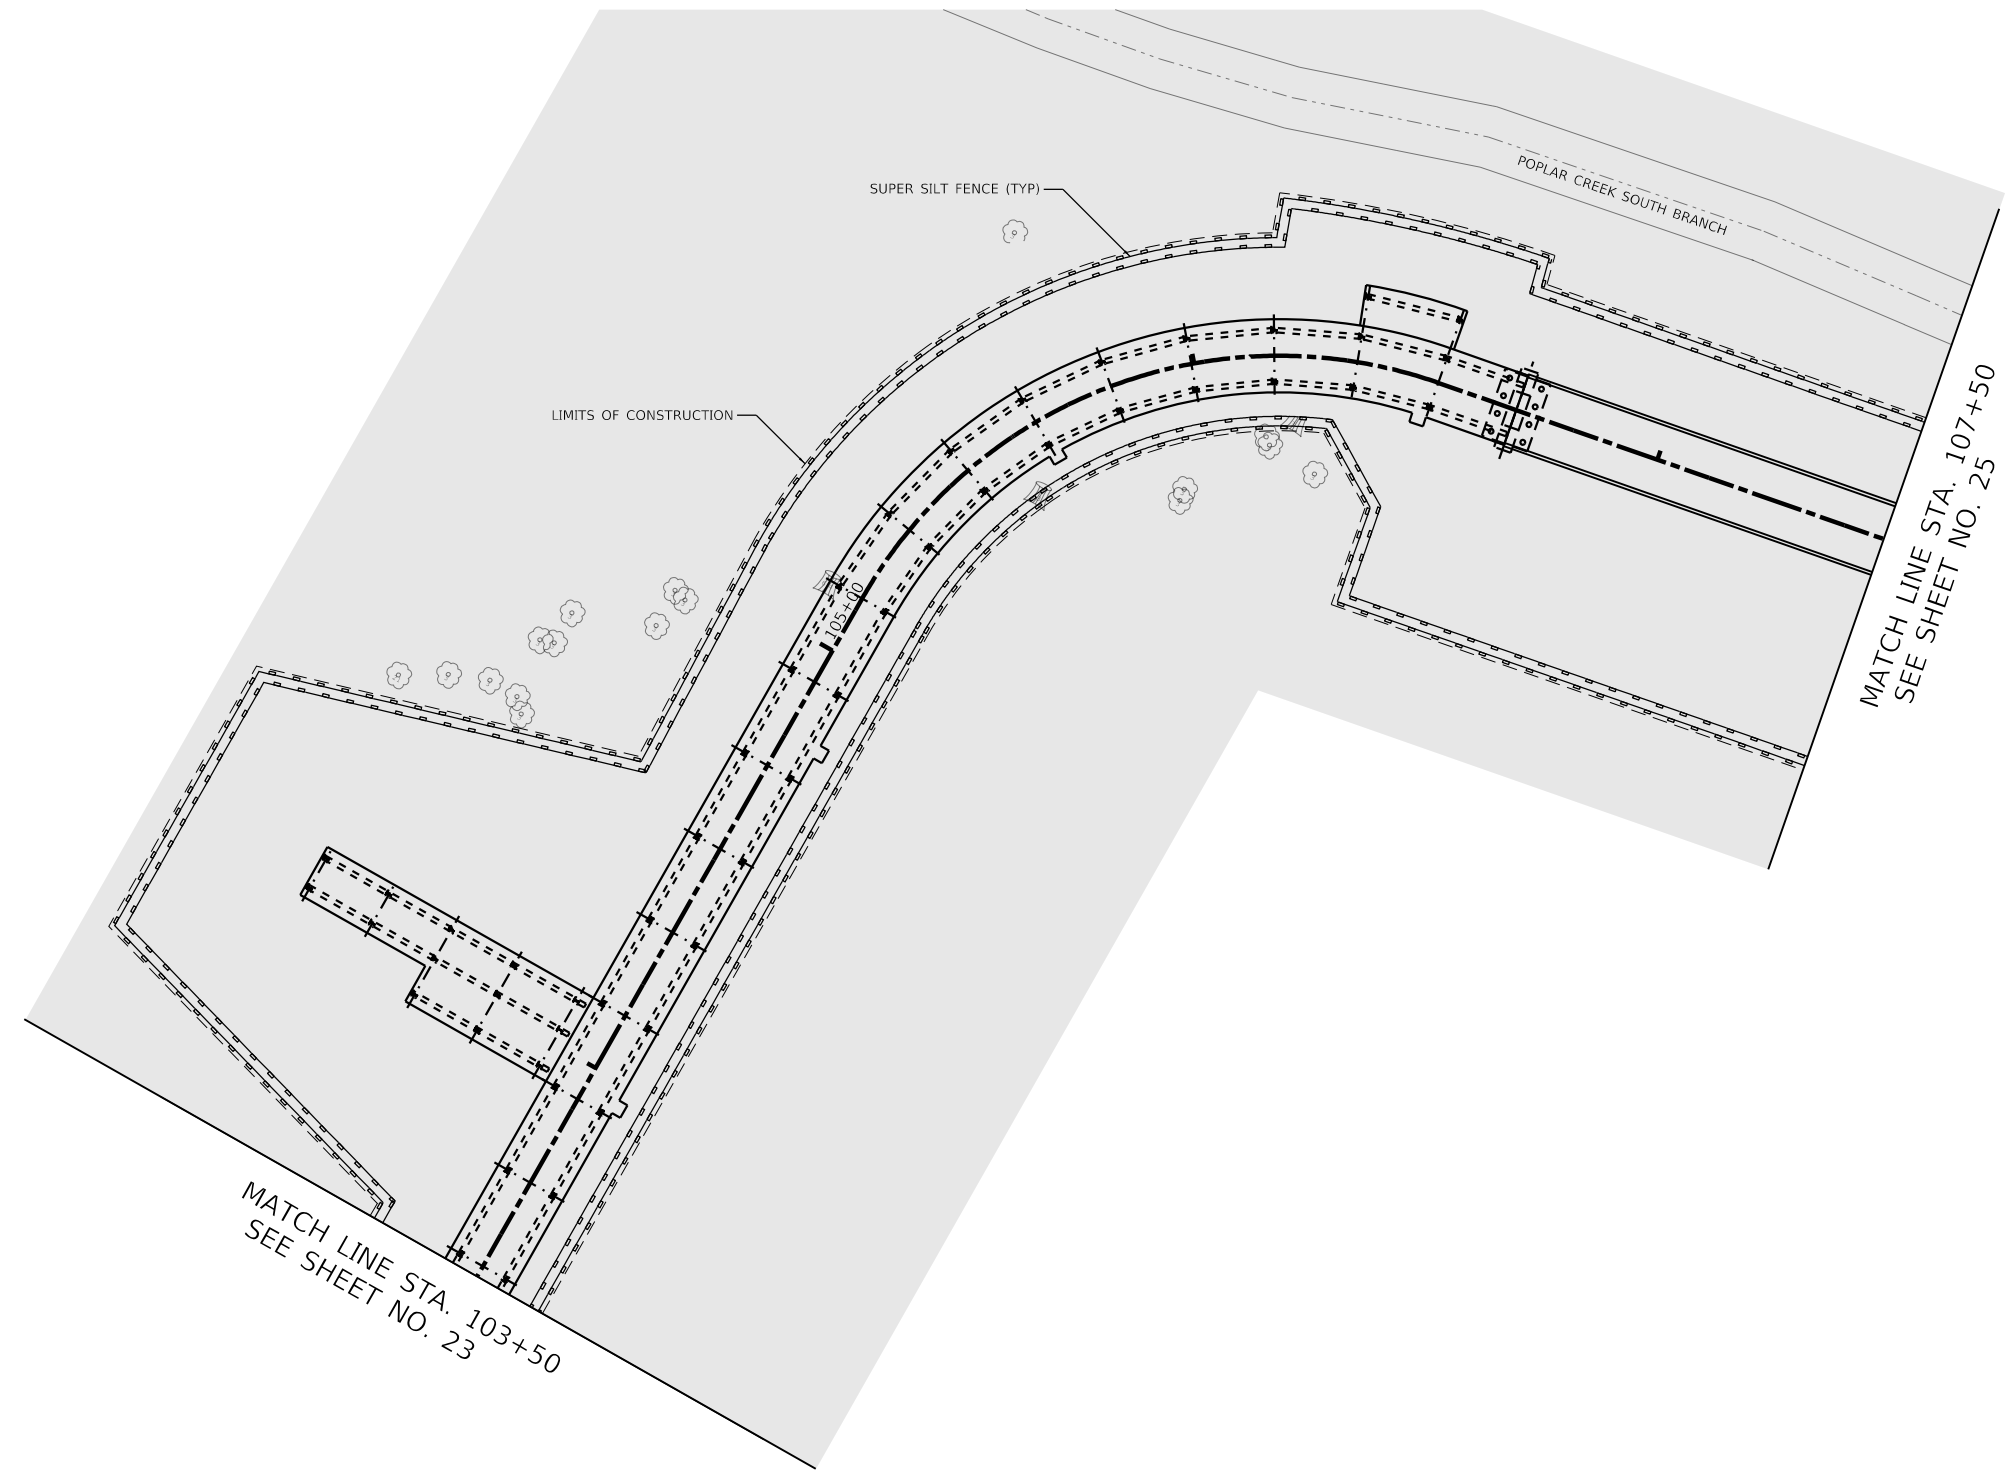 POPLAR CREEK SOUTH BRANCH
SUPER SILT FENCE (TYP)
LIMITS OF CONSTRUCTION
105+00
MATCH LINE STA. 107+50
SEE SHEET NO. 25
MATCH LINE STA. 103+50
SEE SHEET NO. 23